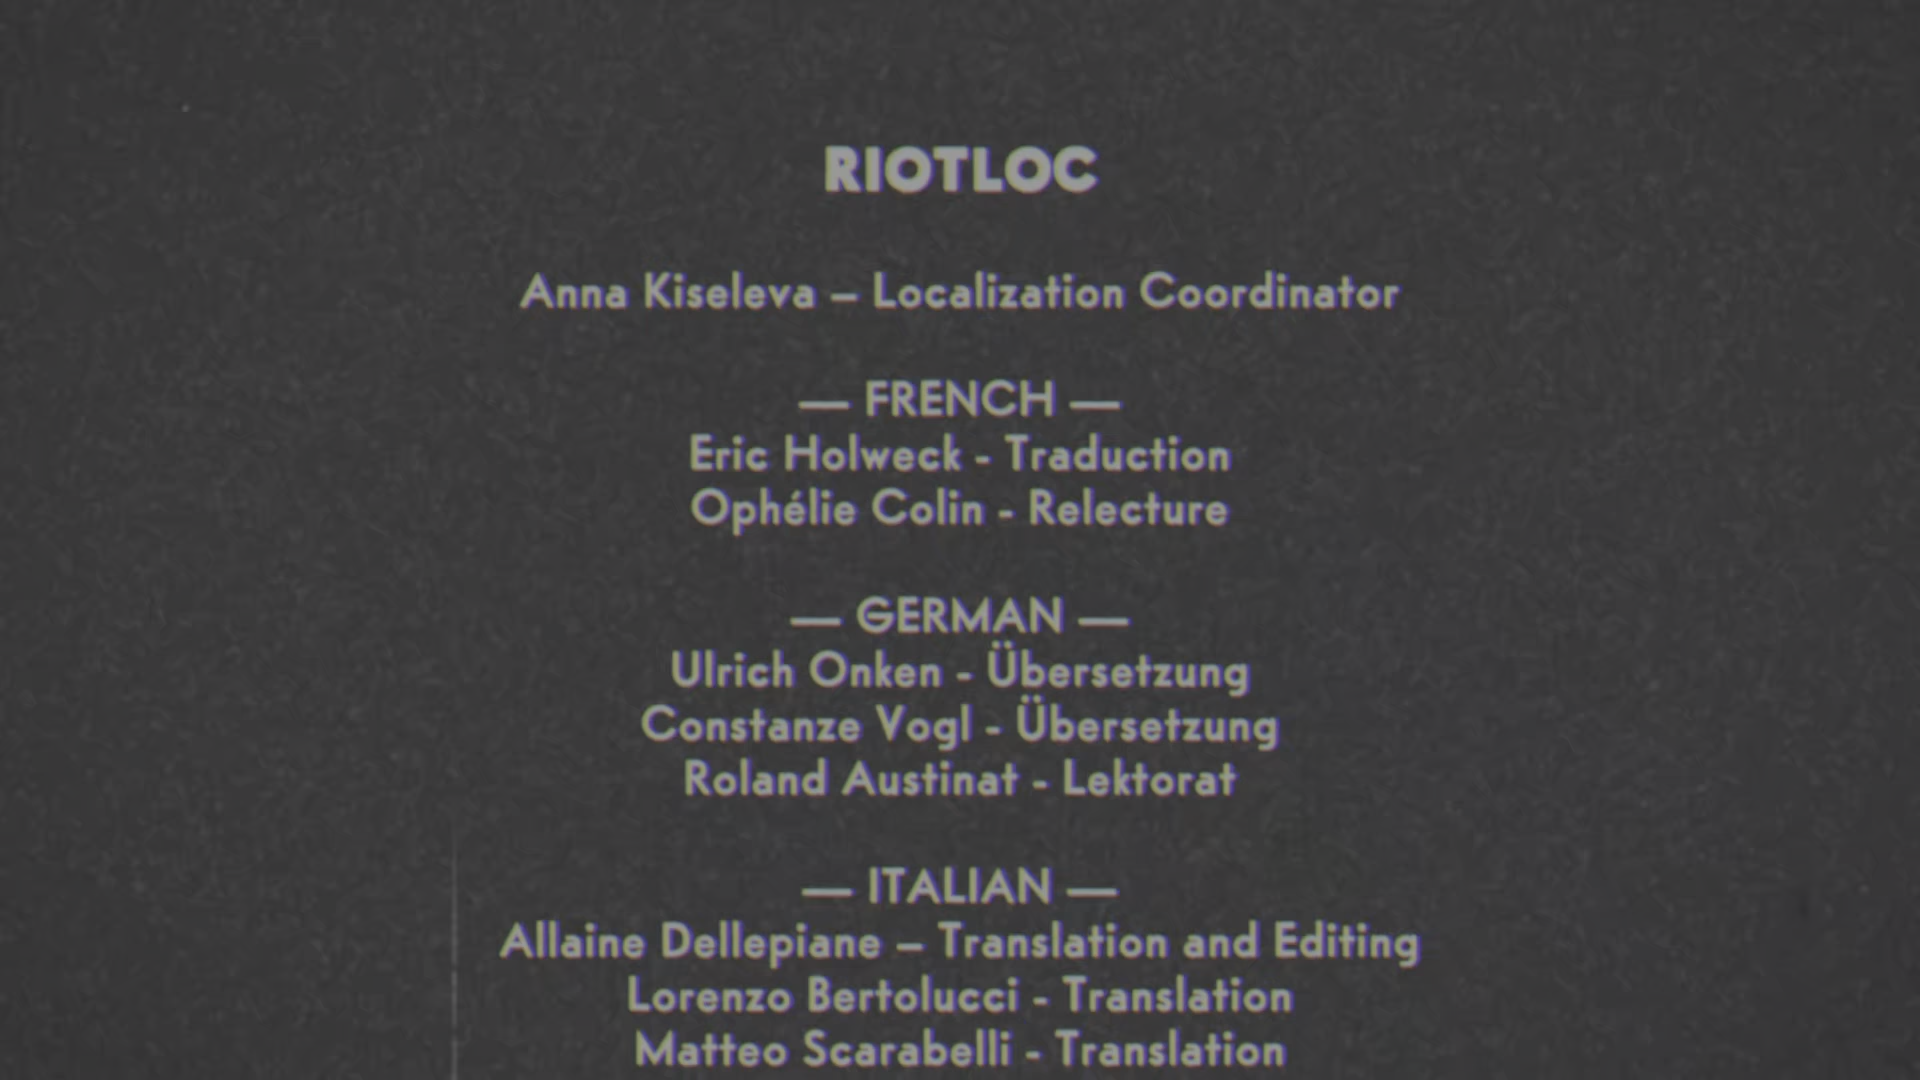 RIOTLOC
Anna Kiseleva – Localization Coordinator
— FRENCH —
Eric Holweck - Traduction
Ophélie Colin - Relecture
— GERMAN —
Ulrich Onken - Übersetzung
Constanze Vogl - Übersetzung
Roland Austinat - Lektorat
— ITALIAN —
Allaine Dellepiane – Translation and Editing
Lorenzo Bertolucci - Translation
Matteo Scarabelli - Translation